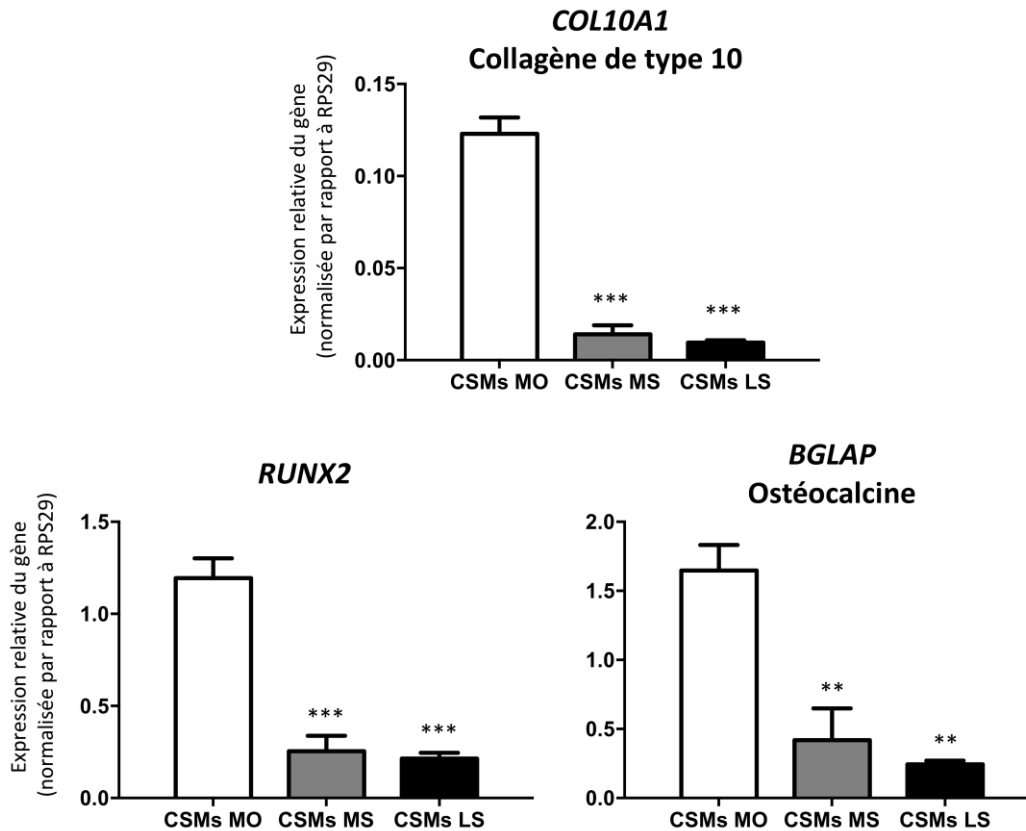 COL10A1
Collagène de type 10
Expression relative du gène
(normalisée par rapport à RPS29)
0.15
0.10
0.05
0.00
***
***
CSMs MO CSMs MS CSMs LS
RUNX2
Expression relative du gène
(normalisée par rapport à RPS29)
1.5
1.0
0.5
0.0
***
***
CSMs MO CSMs MS CSMs LS
BGLAP
Ostéocalcine
2.0
1.5
1.0
0.5
0.0
**
**
CSMs MO CSMs MS CSMs LS